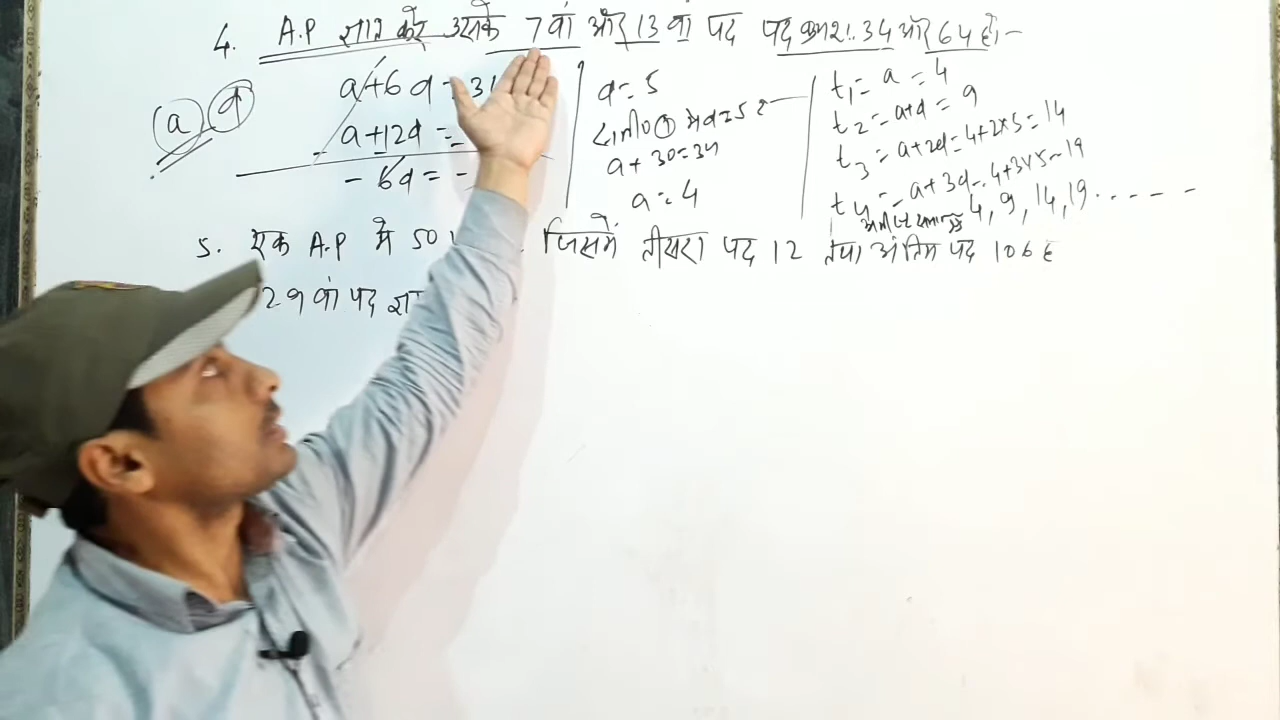 4. A.P ज्ञात करें उसके 7वां और 13 वां पद पद क्रमशः 34 और 64 है।-
a d
a+6d=34
a+12d=
-6d=-
d=5
समी० ① में d=5 से
a+30=34
a=4
t1=a=4
t2=a+d=9
t3=a+2d=4+2×5=14
t4=a+3d=4+3×5=19
4,9,14,19.....
5. एक A.P में 50 जिसमें तीसरा पद 12 तथा अंतिम पद 106 है
29 वां पद